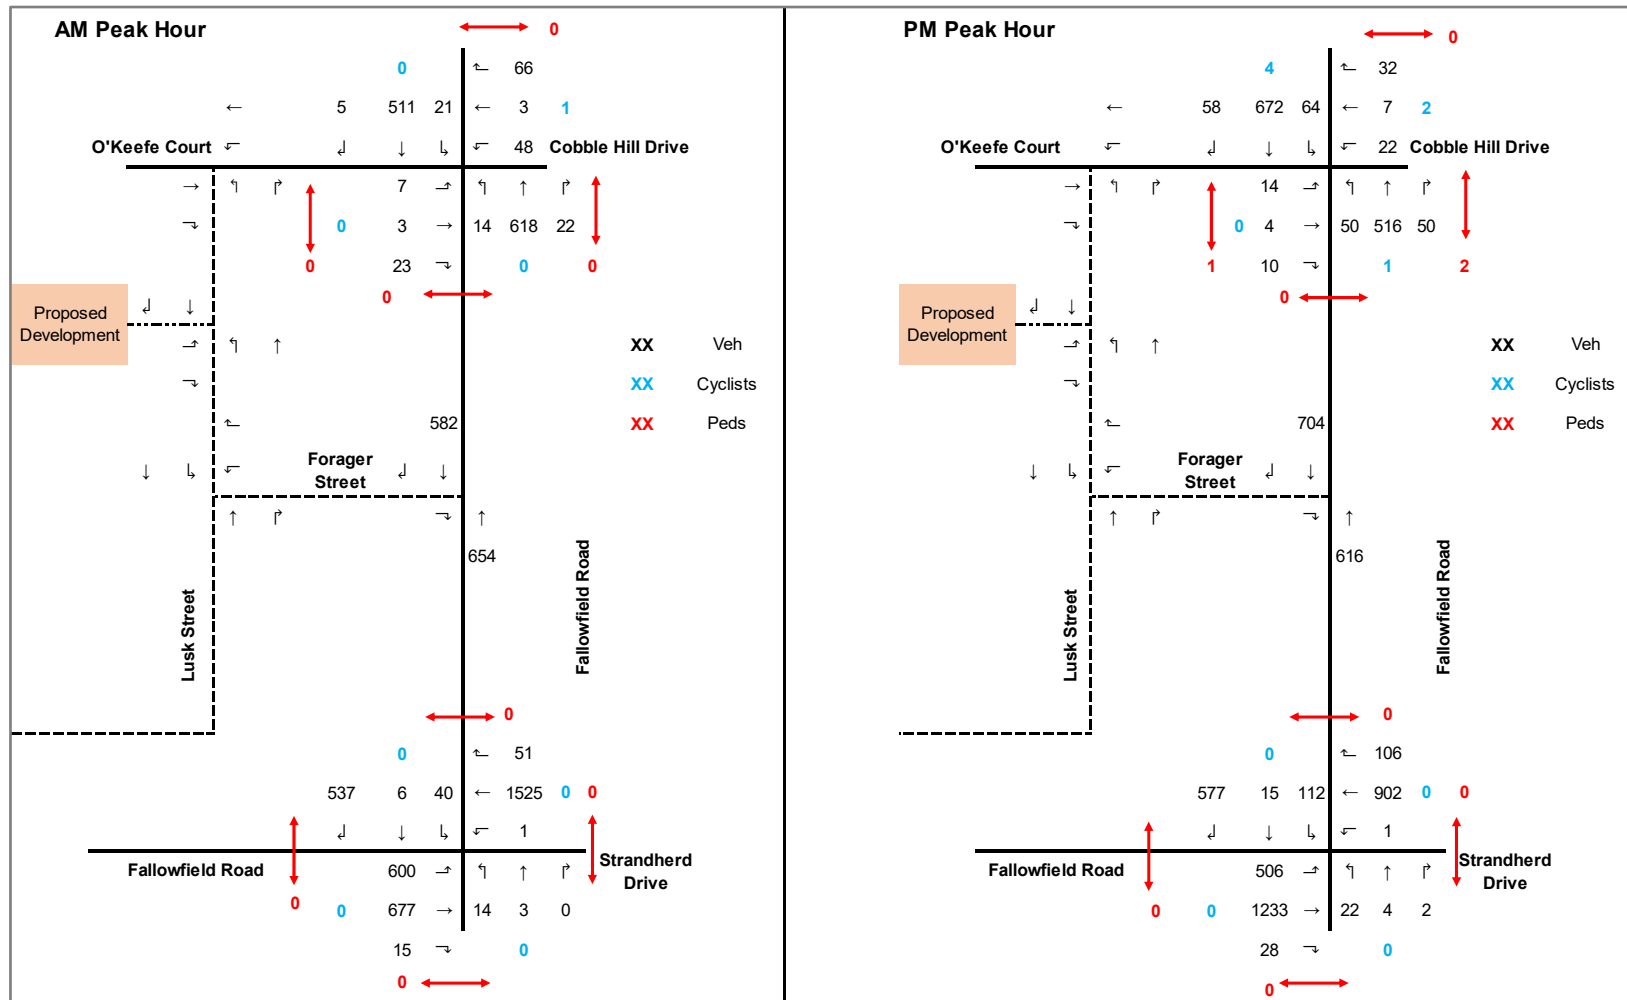 AM Peak Hour
0
0
66
5 511 21 3 1
O'Keefe Court 48 Cobble Hill Drive
7
0 3 14 618 22
0 23 0 0
0
Proposed
Development
XX Veh
XX Cyclists
582 XX Peds
Forager
Street
654
Lusk Street
Fallowfield Road
0
0 51
537 6 40 1525 0 0
1
Fallowfield Road 600 Strandherd
Drive
0 0 677 14 3 0
15 0
0
PM Peak Hour
0
4 32
58 672 64 7 2
O'Keefe Court 22 Cobble Hill Drive
14
0 4 50 516 50
1 10 1 2
0
Proposed
Development
XX Veh
XX Cyclists
704 XX Peds
Forager
Street
616
Lusk Street
Fallowfield Road
0
0 106
577 15 112 902 0 0
1
Fallowfield Road 506 Strandherd
Drive
0 0 1233 22 4 2
28 0
0